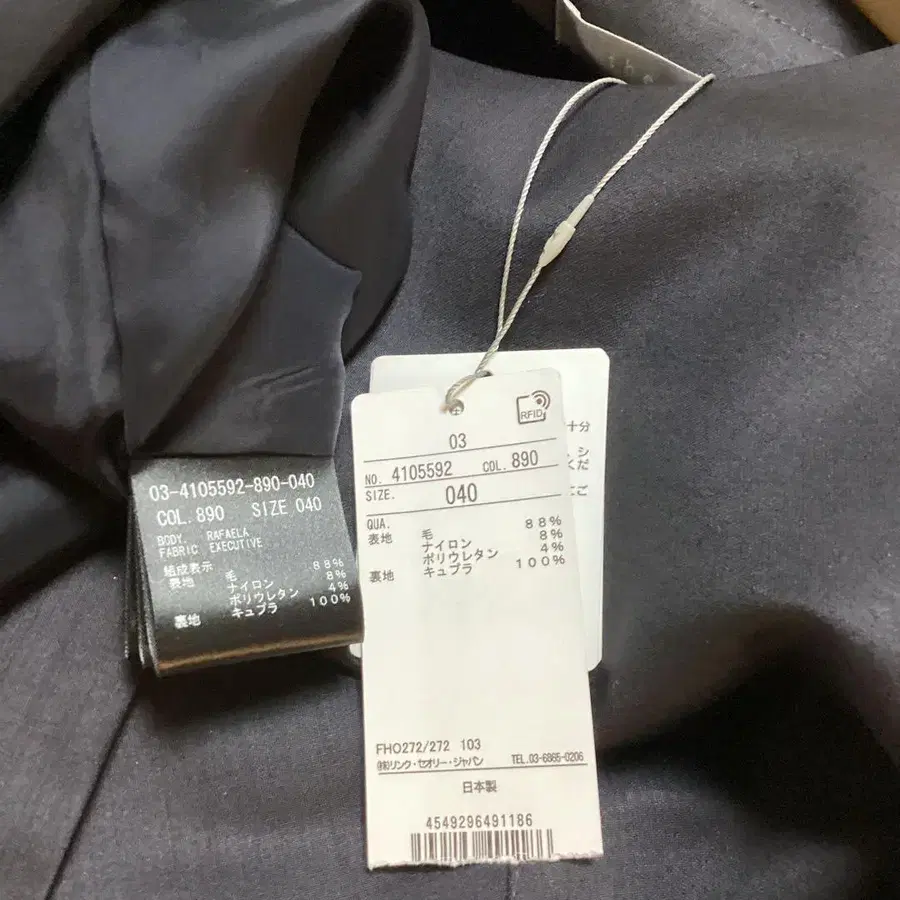 03-4105592-890-040
COL. 890 SIZE 040
BODY. RAFAELA
FABRIC. EXECUTIVE
組成表示
表地 毛 88%
ナイロン 8%
ポリウレタン 4%
裏地 キュプラ 100%
RFID
03
NO. 4105592 COL. 890
SIZE. 040
QUA.
表地 毛 88%
ナイロン 8%
ポリウレタン 4%
裏地 キュプラ 100%
FHO272/272 103
㈱リンク・セオリー・ジャパン TEL.03-6865-0206
日本製
4549296491186
十分